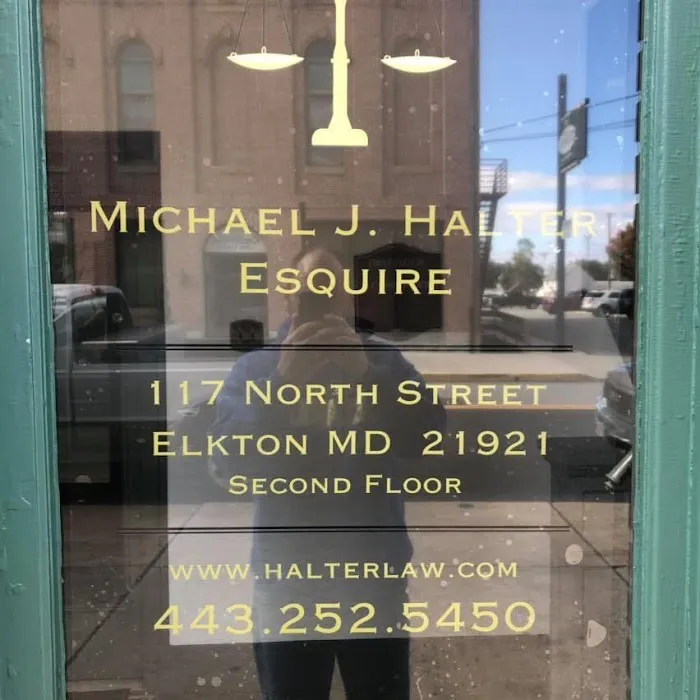 Michael J. Halter
Esquire
117 North Street
Elkton MD 21921
Second Floor
www.halterlaw.com
443.252.5450